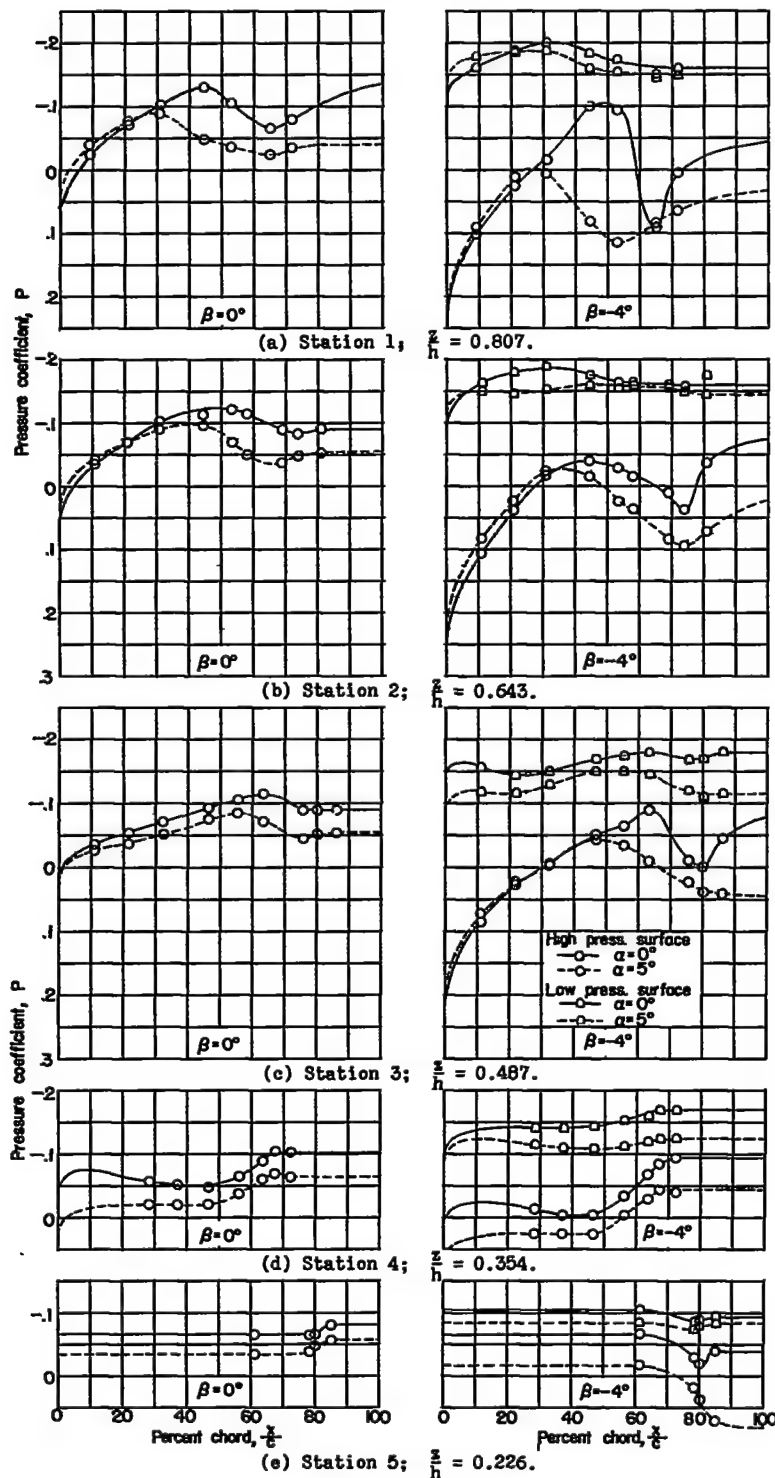 -.2
-.1
0
.1
.2
Pressure coefficient, P
β=0°
β=-4°
(a) Station 1; z/h = 0.807.
-.2
-.1
0
.1
.2
.3
β=0°
β=-4°
(b) Station 2; z/h = 0.643.
-.2
-.1
0
.1
.2
.3
Pressure coefficient, P
β=0°
High press. surface
α=0°
α=5°
Low pressure surface
α=0°
α=5°
β=-4°
(c) Station 3; z/h = 0.487.
-.2
-.1
0
β=0°
β=-4°
(d) Station 4; z/h = 0.354.
-.1
0
β=0°
β=-4°
0 20 40 60 80 100
0 20 40 60 80 100
Percent chord, x/c
Percent chord, x/c
(e) Station 5; z/h = 0.226.